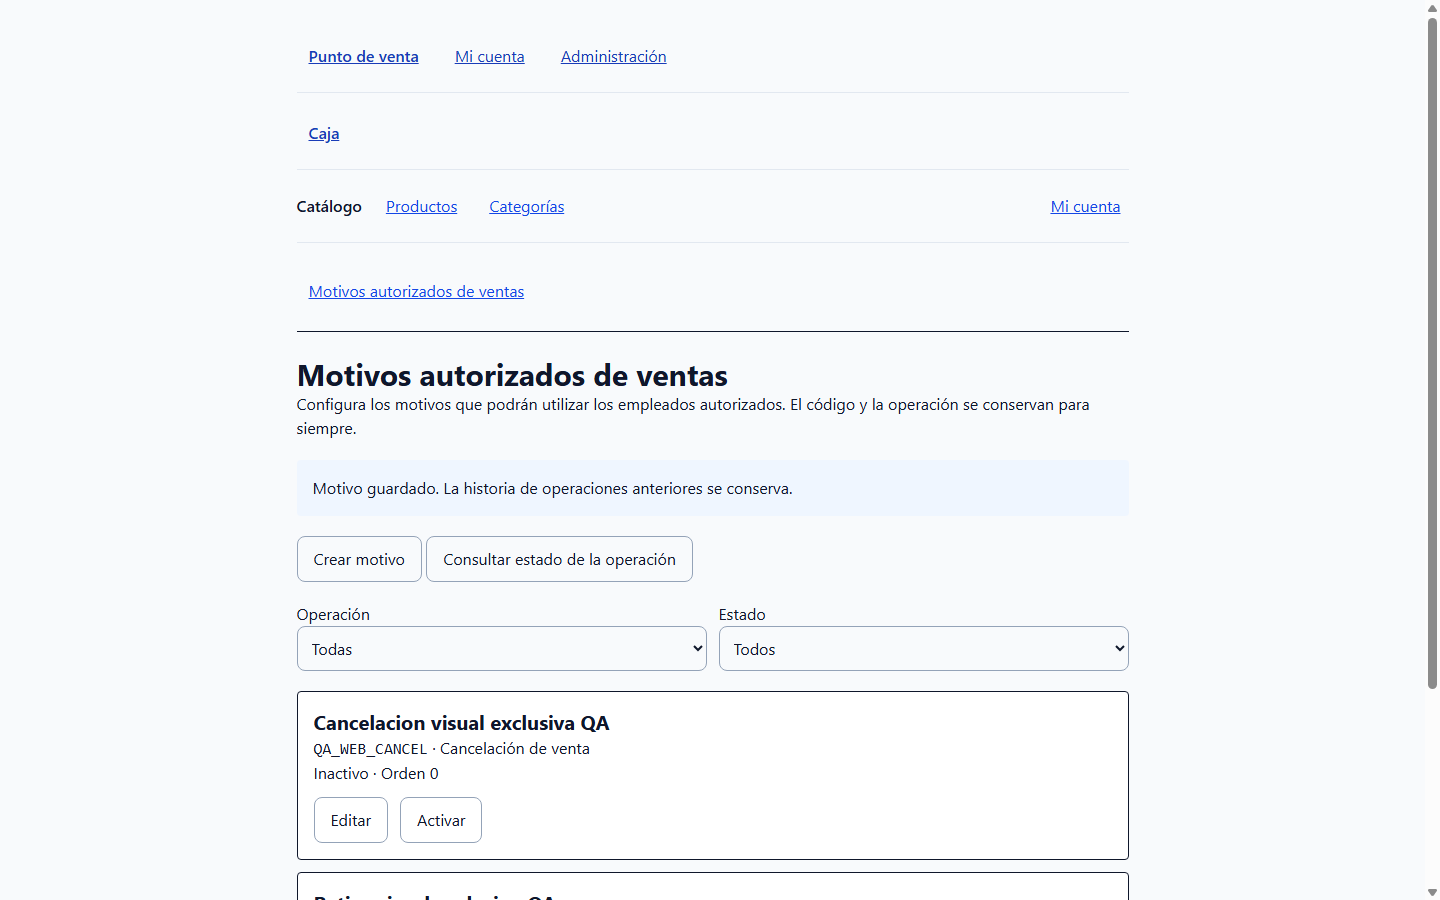 Punto de venta Mi cuenta Administración
Caja
Catálogo Productos Categorías Mi cuenta
Motivos autorizados de ventas
Motivos autorizados de ventas
Configura los motivos que podrán utilizar los empleados autorizados. El código y la operación se conservan para
siempre.
Motivo guardado. La historia de operaciones anteriores se conserva.
Crear motivo Consultar estado de la operación
Operación Estado
Todas Todos
Cancelacion visual exclusiva QA
QA_WEB_CANCEL · Cancelación de venta
Inactivo · Orden 0
Editar Activar